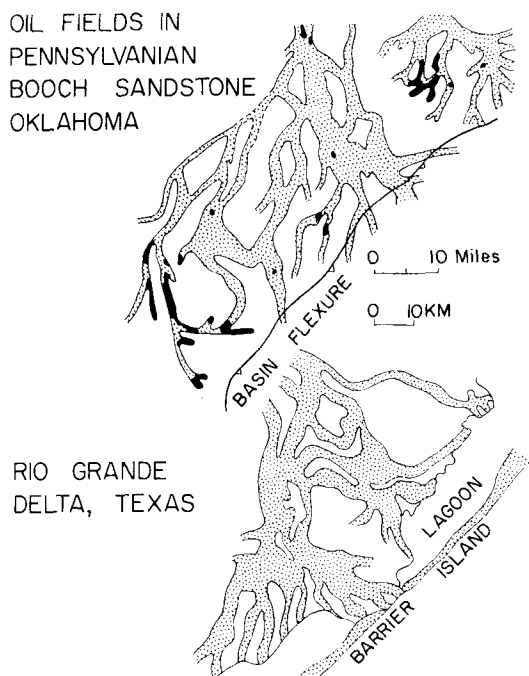 OIL FIELDS IN
PENNSYLVANIAN
BOOCH SANDSTONE
OKLAHOMA
0 10 Miles
0 10KM
BASIN FLEXURE
RIO GRANDE
DELTA, TEXAS
LAGOON
BARRIER ISLAND